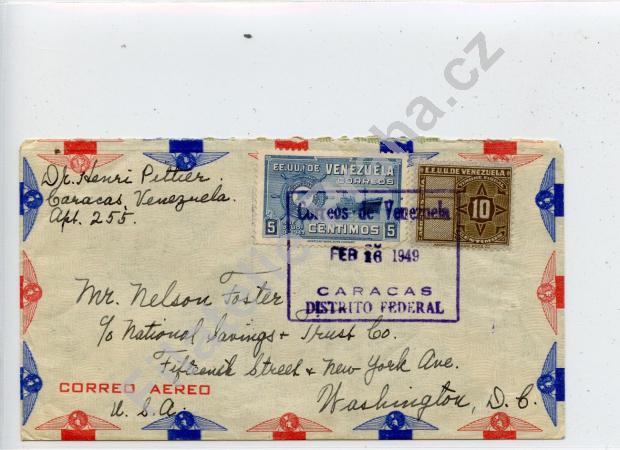 Dr. Henri Pittier
Caracas, Venezuela.
Apt. 255.
EE.UU. DE VENEZUELA
CORREOS
5 CENTIMOS 5
E.E.U.U. DE VENEZUELA
10
Correos de Venezuela
FEB 16 1949
CARACAS
DISTRITO FEDERAL
Mr. Nelson Foster
c/o National Savings & Trust Co.
Fifteenth Street & New York Ave.
CORREO AEREO
U.S.A.
Washington, D.C.